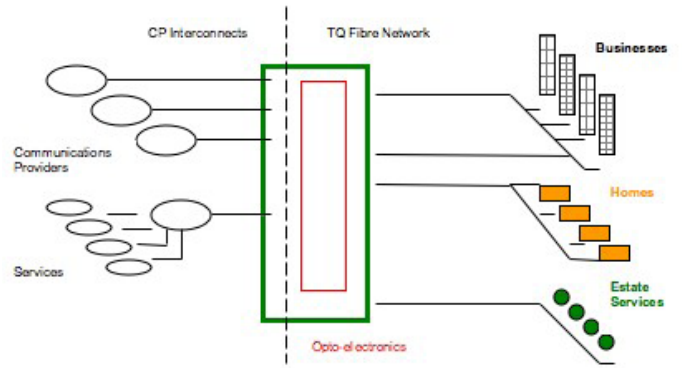 CP Interconnects
TQ Fibre Network
Businesses
Communications
Providers
Homes
Services
Estate
Services
Opto-electronics